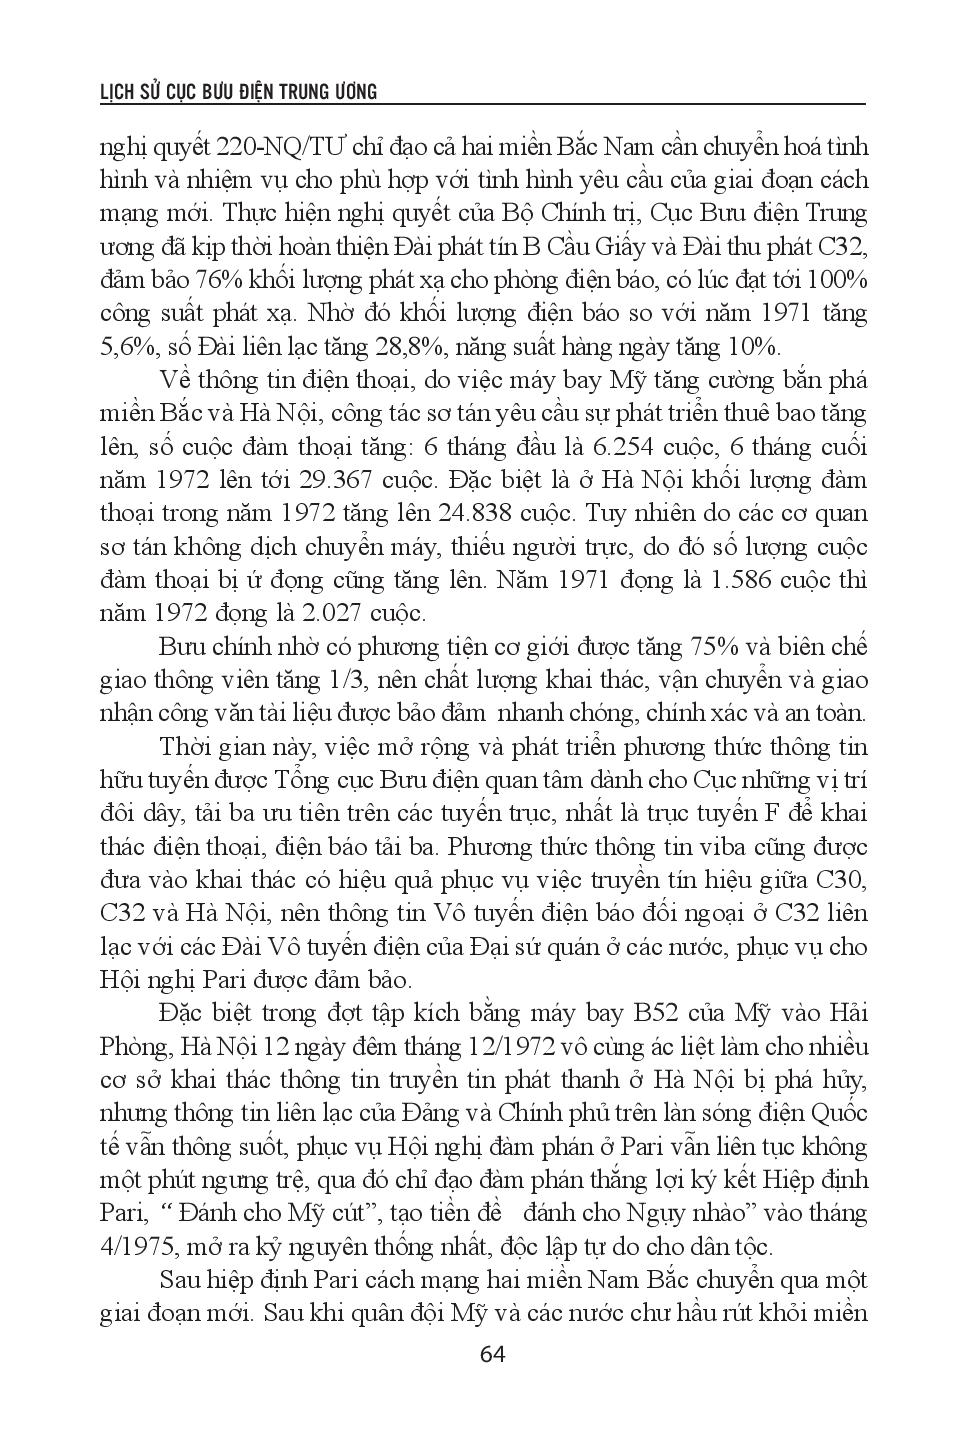 LỊCH SỬ CỤC BƯU ĐIỆN TRUNG ƯƠNG
nghị quyết 220-NQ/TƯ chỉ đạo cả hai miền Bắc Nam cần chuyển hoá tình
hình và nhiệm vụ cho phù hợp với tinh hình yêu cầu của giai đoạn cách
mạng mới. Thực hiện nghị quyết của Bộ Chính trị, Cục Bưu điện Trung
ương đã kịp thời hoàn thiện Đài phát tín B Cầu Giấy và Đài thu phát C32,
đảm bảo 76% khối lượng phát xạ cho phòng điện báo, có lúc đạt tới 100%
công suất phát xạ. Nhờ đó khối lượng điện báo so với năm 1971 tăng
5,6%, số Đài liên lạc tăng 28,8%, năng suất hàng ngày tăng 10%.
Về thông tin điện thoại, do việc máy bay Mỹ tăng cường bắn phá
miền Bắc và Hà Nội, công tác sơ tán yêu cầu sự phát triển thuê bao tăng
lên, số cuộc đàm thoại tăng: 6 tháng đầu là 6.254 cuộc, 6 tháng cuối
năm 1972 lên tới 29.367 cuộc. Đặc biệt là ở Hà Nội khối lượng đàm
thoại trong năm 1972 tăng lên 24.838 cuộc. Tuy nhiên do các cơ quan
sơ tán không dịch chuyển máy, thiếu người trực, do đó số lượng cuộc
đàm thoại bị ứ đọng cũng tăng lên. Năm 1971 đọng là 1.586 cuộc thì
năm 1972 đọng là 2.027 cuộc.
Bưu chính nhờ có phương tiện cơ giới được tăng 75% và biên chế
giao thông viên tăng 1/3, nên chất lượng khai thác, vận chuyển và giao
nhận công văn tài liệu được bảo đảm nhanh chóng, chính xác và an toàn.
Thời gian này, việc mở rộng và phát triển phương thức thông tin
hữu tuyến được Tổng cục Bưu điện quan tâm dành cho Cục những vị trí
đôi dây, tải ba ưu tiên trên các tuyến trục, nhất là trục tuyến F để khai
thác điện thoại, điện báo tải ba. Phương thức thông tin viba cũng được
đưa vào khai thác có hiệu quả phục vụ việc truyền tín hiệu giữa C30,
C32 và Hà Nội, nên thông tin Vô tuyến điện báo đối ngoại ở C32 liên
lạc với các Đài Vô tuyến điện của Đại sứ quán ở các nước, phục vụ cho
Hội nghị Pari được đảm bảo.
Đặc biệt trong đợt tập kích bằng máy bay B52 của Mỹ vào Hải
Phòng, Hà Nội 12 ngày đêm tháng 12/1972 vô cùng ác liệt làm cho nhiều
cơ sở khai thác thông tin truyền tin phát thanh ở Hà Nội bị phá hủy,
nhưng thông tin liên lạc của Đảng và Chính phủ trên làn sóng điện Quốc
tế vẫn thông suốt, phục vụ Hội nghị đàm phán ở Pari vẫn liên tục không
một phút ngưng trệ, qua đó chỉ đạo đàm phán thắng lợi ký kết Hiệp định
Pari, “ Đánh cho Mỹ cút”, tạo tiền đề đánh cho Ngụy nhào” vào tháng
4/1975, mở ra kỷ nguyên thống nhất, độc lập tự do cho dân tộc.
Sau hiệp định Pari cách mạng hai miền Nam Bắc chuyển qua một
giai đoạn mới. Sau khi quân đội Mỹ và các nước chư hầu rút khỏi miền
64